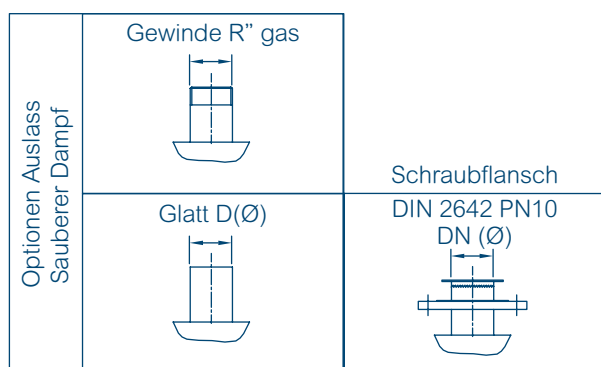 Optionen Auslass
Sauberer Dampf
Gewinde R” gas
Glatt D(Ø)
Schraubflansch
DIN 2642 PN10
DN (Ø)